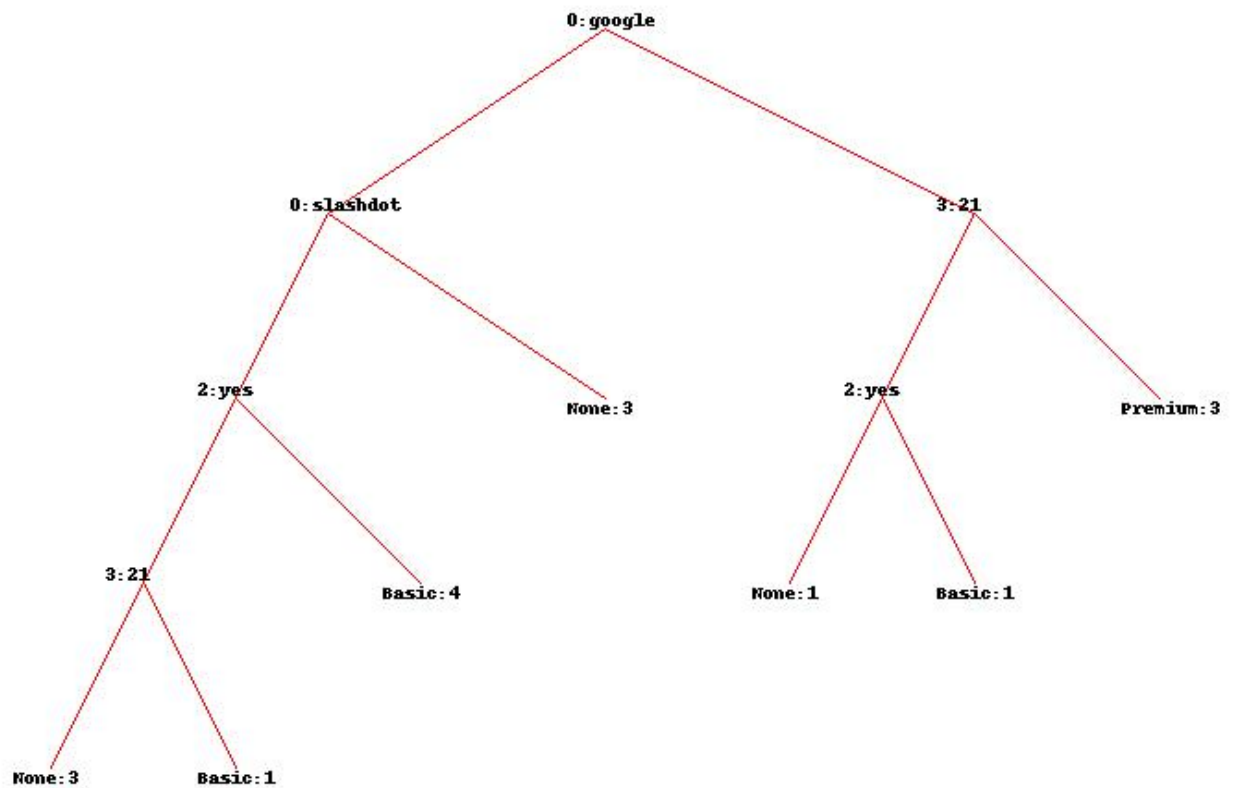 0:google
0:slashdot
3:21
2:yes
None:3
2:yes
Premium:3
3:21
Basic:4
None:1
Basic:1
None:3
Basic:1